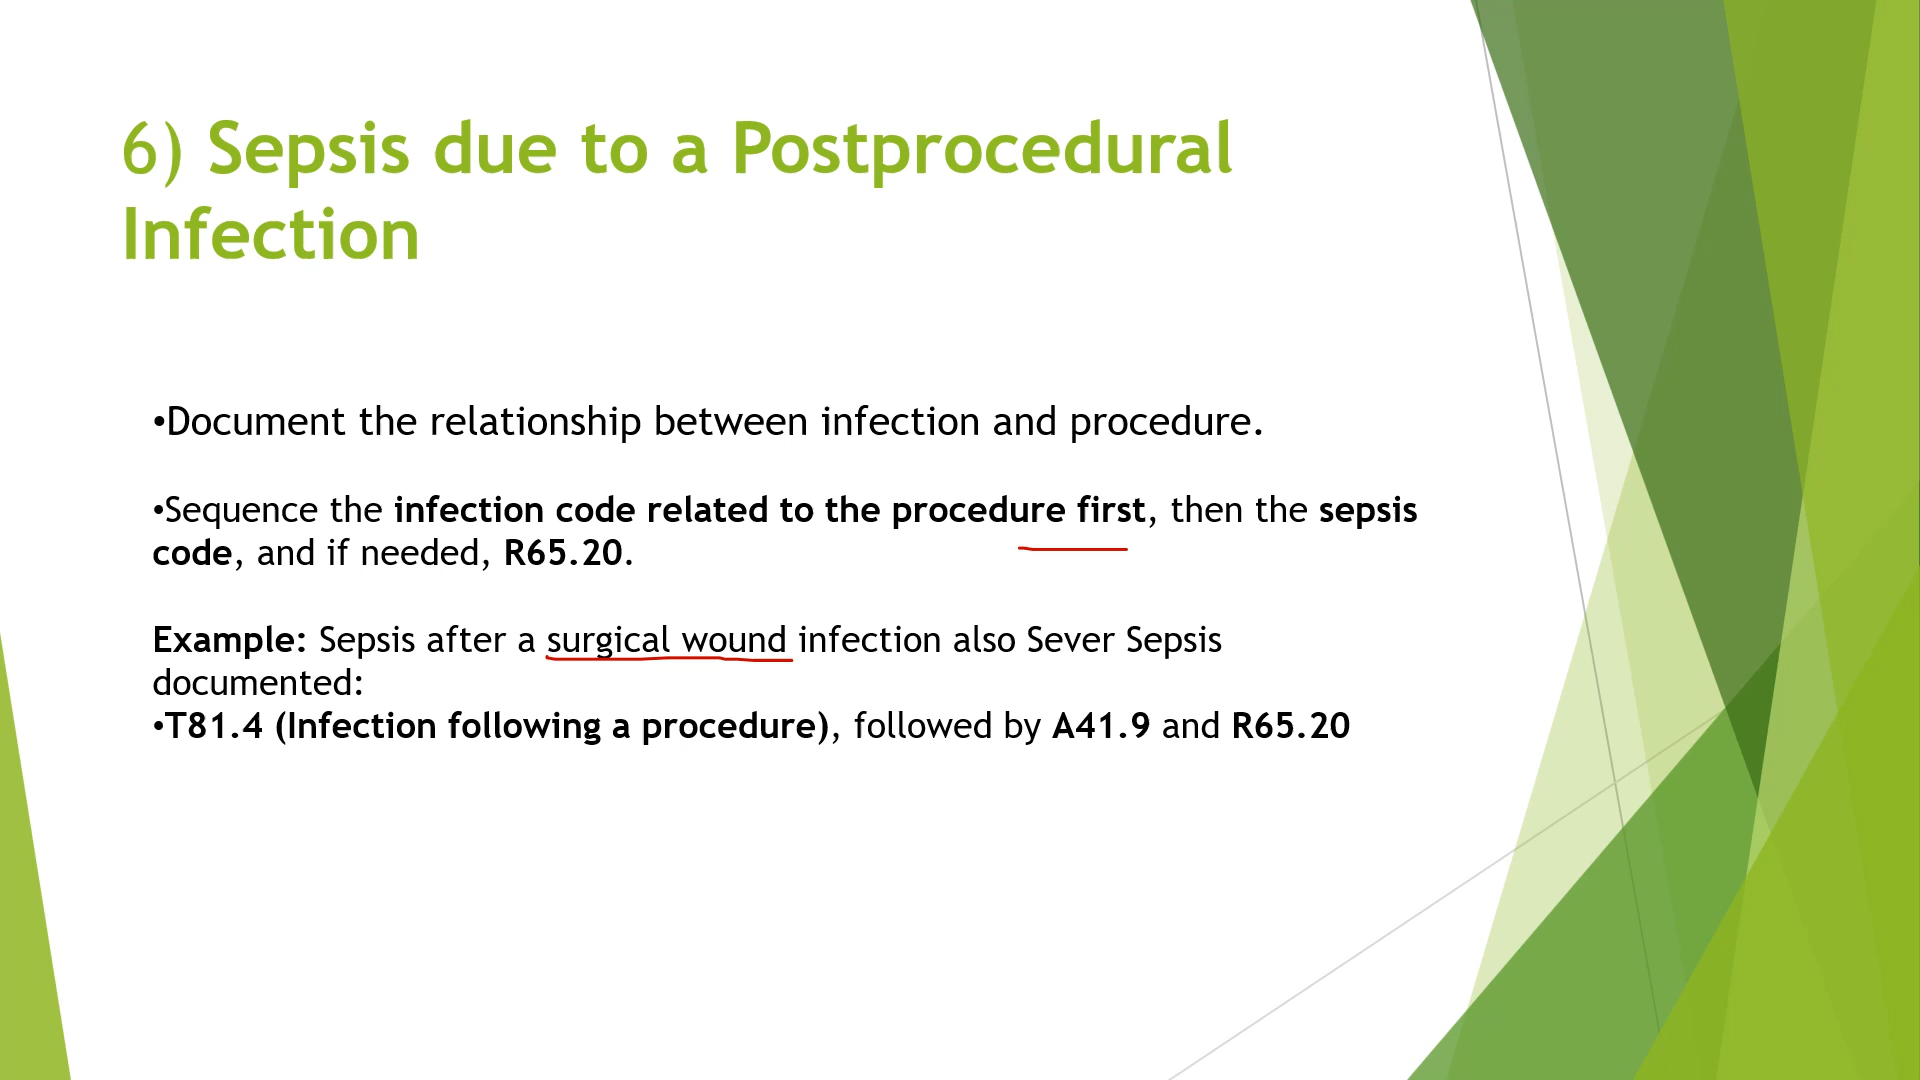 6) Sepsis due to a Postprocedural
Infection
•Document the relationship between infection and procedure.
•Sequence the infection code related to the procedure first, then the sepsis
code, and if needed, R65.20.
Example: Sepsis after a surgical wound infection also Sever Sepsis
documented:
•T81.4 (Infection following a procedure), followed by A41.9 and R65.20